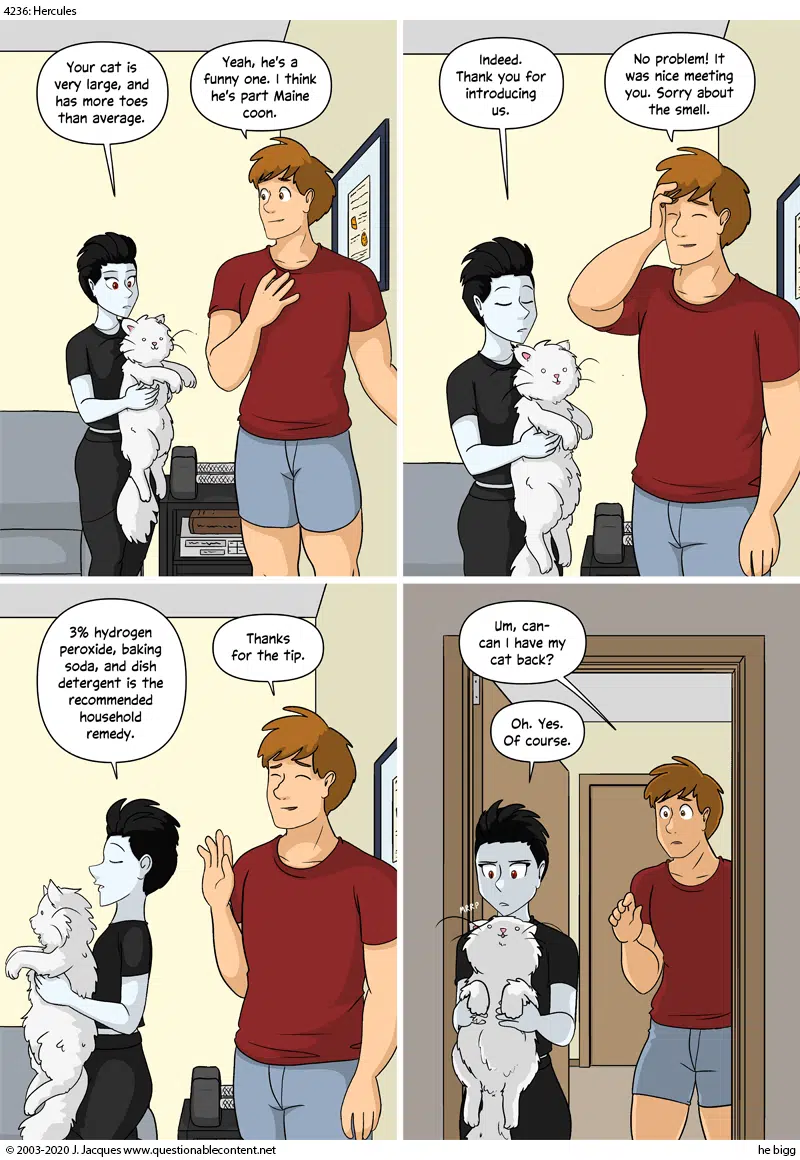 4236: Hercules
Your cat is
very large, and
has more toes
than average.
Yeah, he's a
funny one. I think
he's part Maine
coon.
Indeed.
Thank you for
introducing
us.
No problem! It
was nice meeting
you. Sorry about
the smell.
3% hydrogen
peroxide, baking
soda, and dish
detergent is the
recommended
household
remedy.
Thanks
for the tip.
Um, can-
can I have my
cat back?
Oh. Yes.
Of course.
MRRP
© 2003-2020 J. Jacques www.questionablecontent.net
he bigg